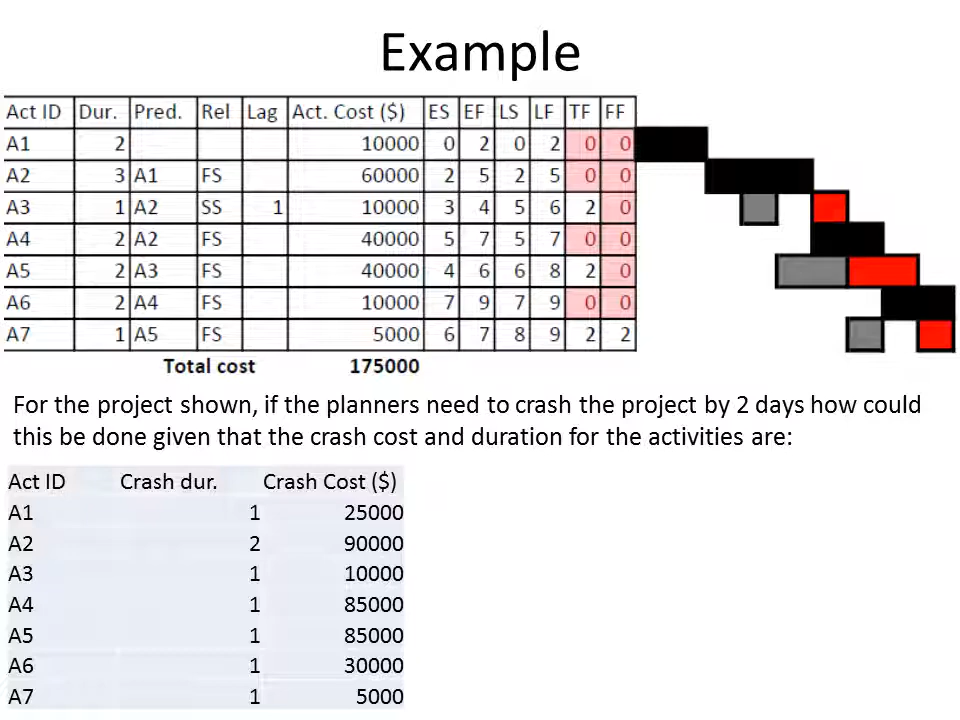 Example
Act ID Dur. Pred. Rel Lag Act. Cost ($) ES EF LS LF TF FF
A1 2 10000 0 2 0 2 0 0
A2 3 A1 FS 60000 2 5 2 5 0 0
A3 1 A2 SS 1 10000 3 4 5 6 2 0
A4 2 A2 FS 40000 5 7 5 7 0 0
A5 2 A3 FS 40000 4 6 6 8 2 0
A6 2 A4 FS 10000 7 9 7 9 0 0
A7 1 A5 FS 5000 6 7 8 9 2 2
Total cost 175000
For the project shown, if the planners need to crash the project by 2 days how could
this be done given that the crash cost and duration for the activities are:
Act ID Crash dur. Crash Cost ($)
A1 1 25000
A2 2 90000
A3 1 10000
A4 1 85000
A5 1 85000
A6 1 30000
A7 1 5000